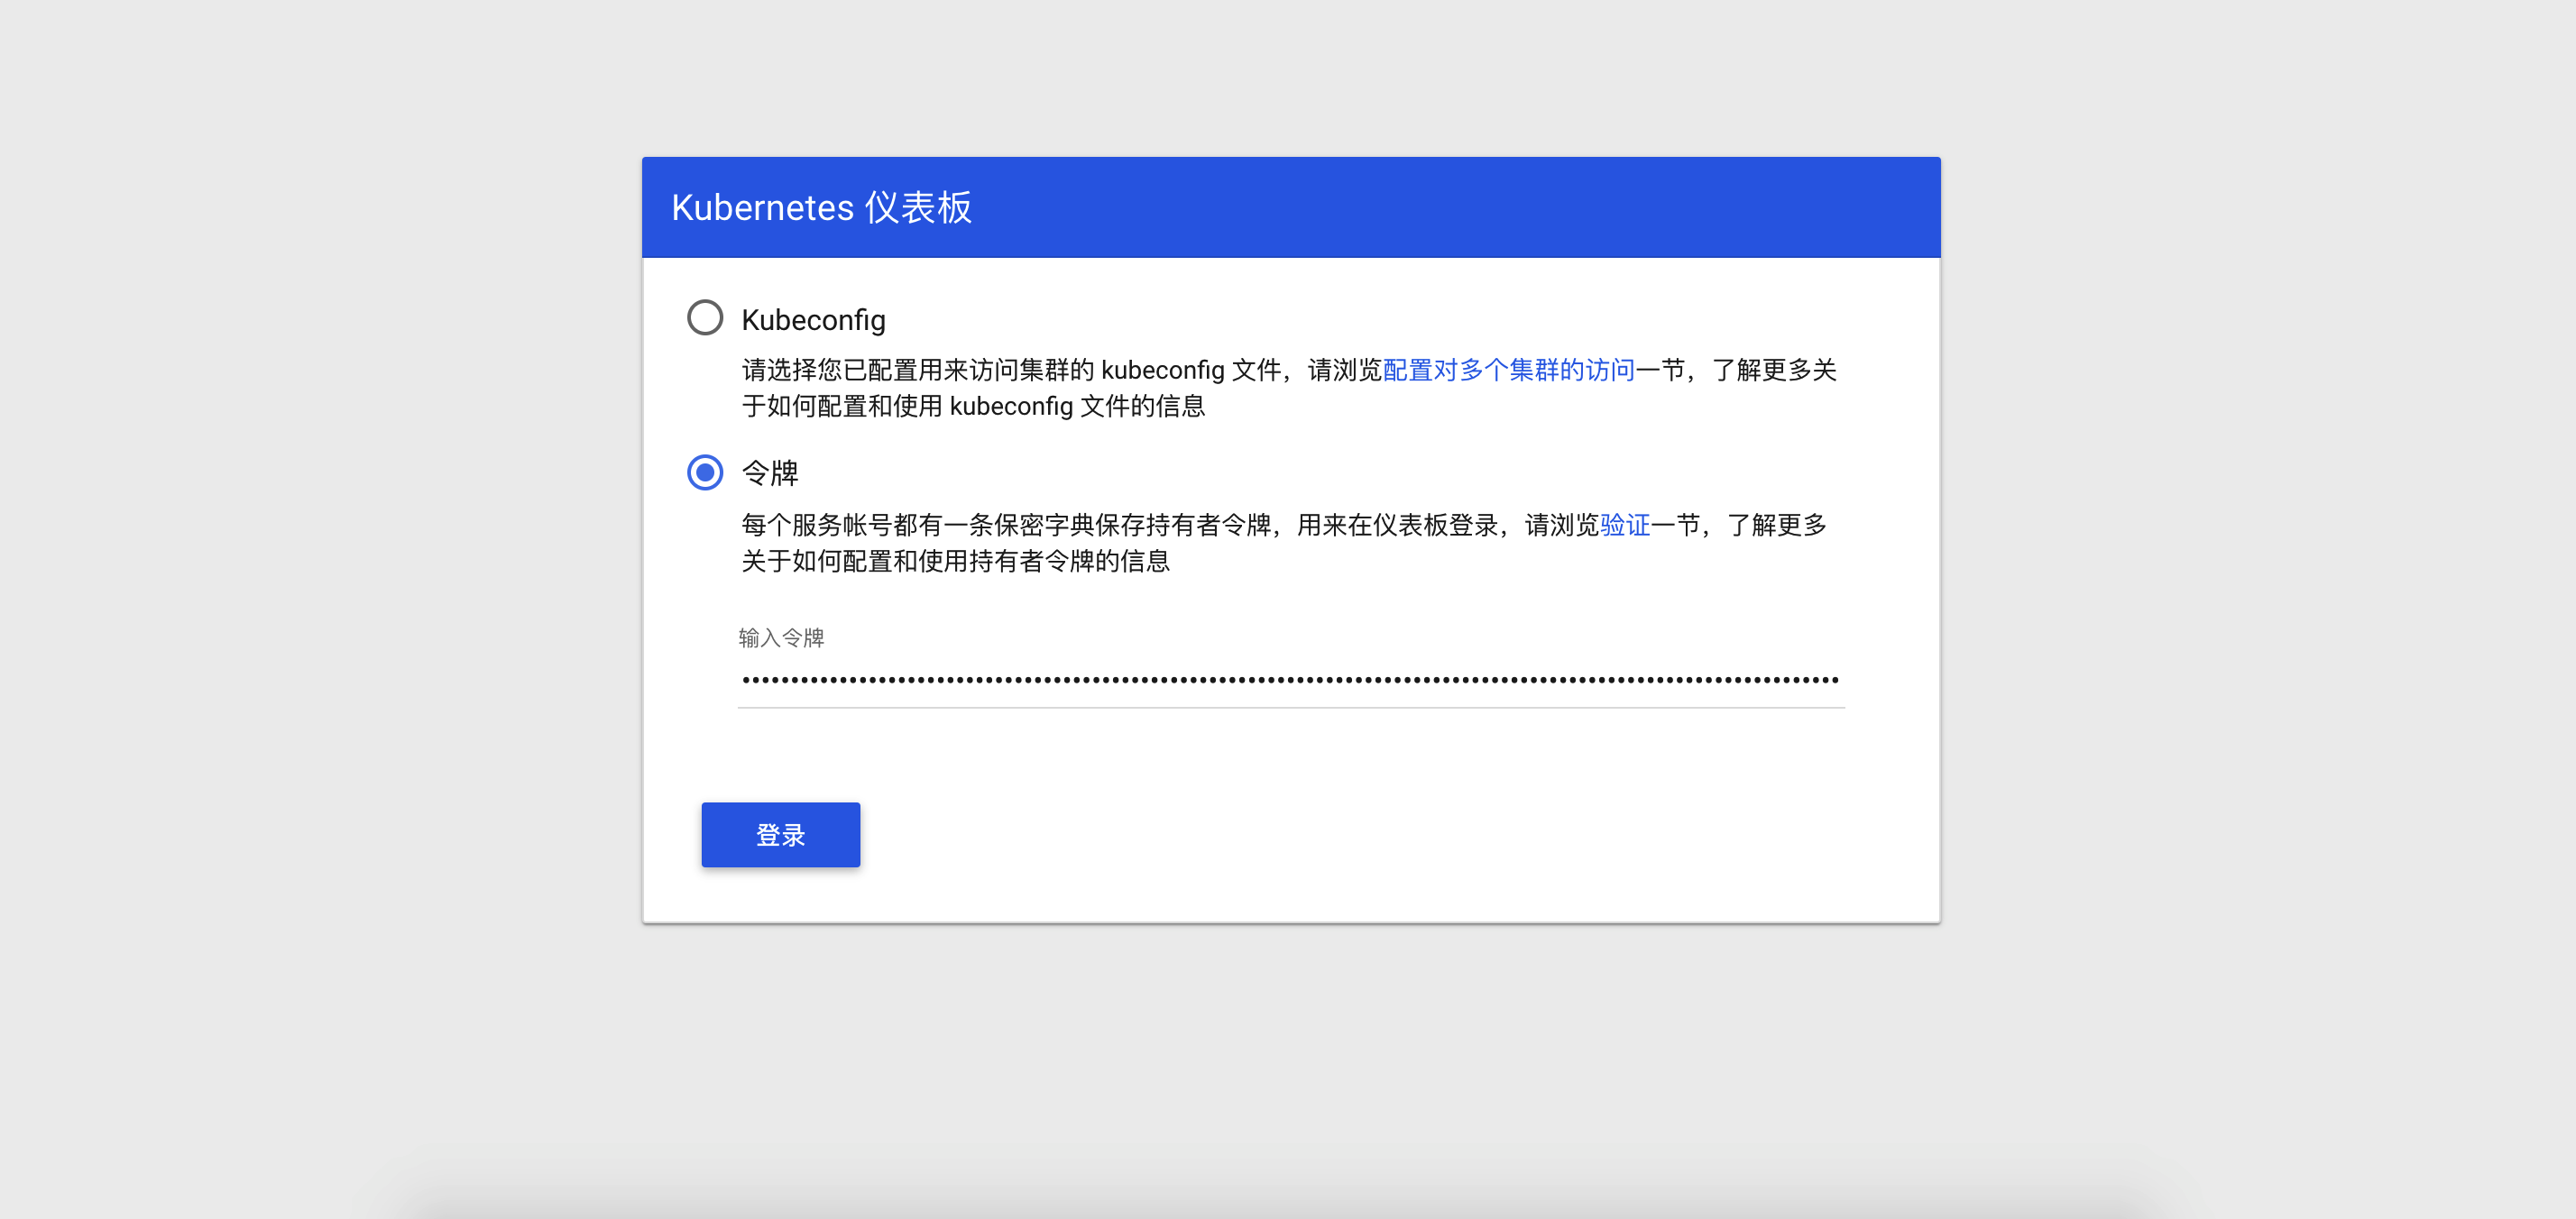 Kubernetes 仪表板
Kubeconfig
请选择您已配置用来访问集群的 kubeconfig 文件，请浏览配置对多个集群的访问一节，了解更多关
于如何配置和使用 kubeconfig 文件的信息
令牌
每个服务帐号都有一条保密字典保存持有者令牌，用来在仪表板登录，请浏览验证一节，了解更多
关于如何配置和使用持有者令牌的信息
输入令牌
登录